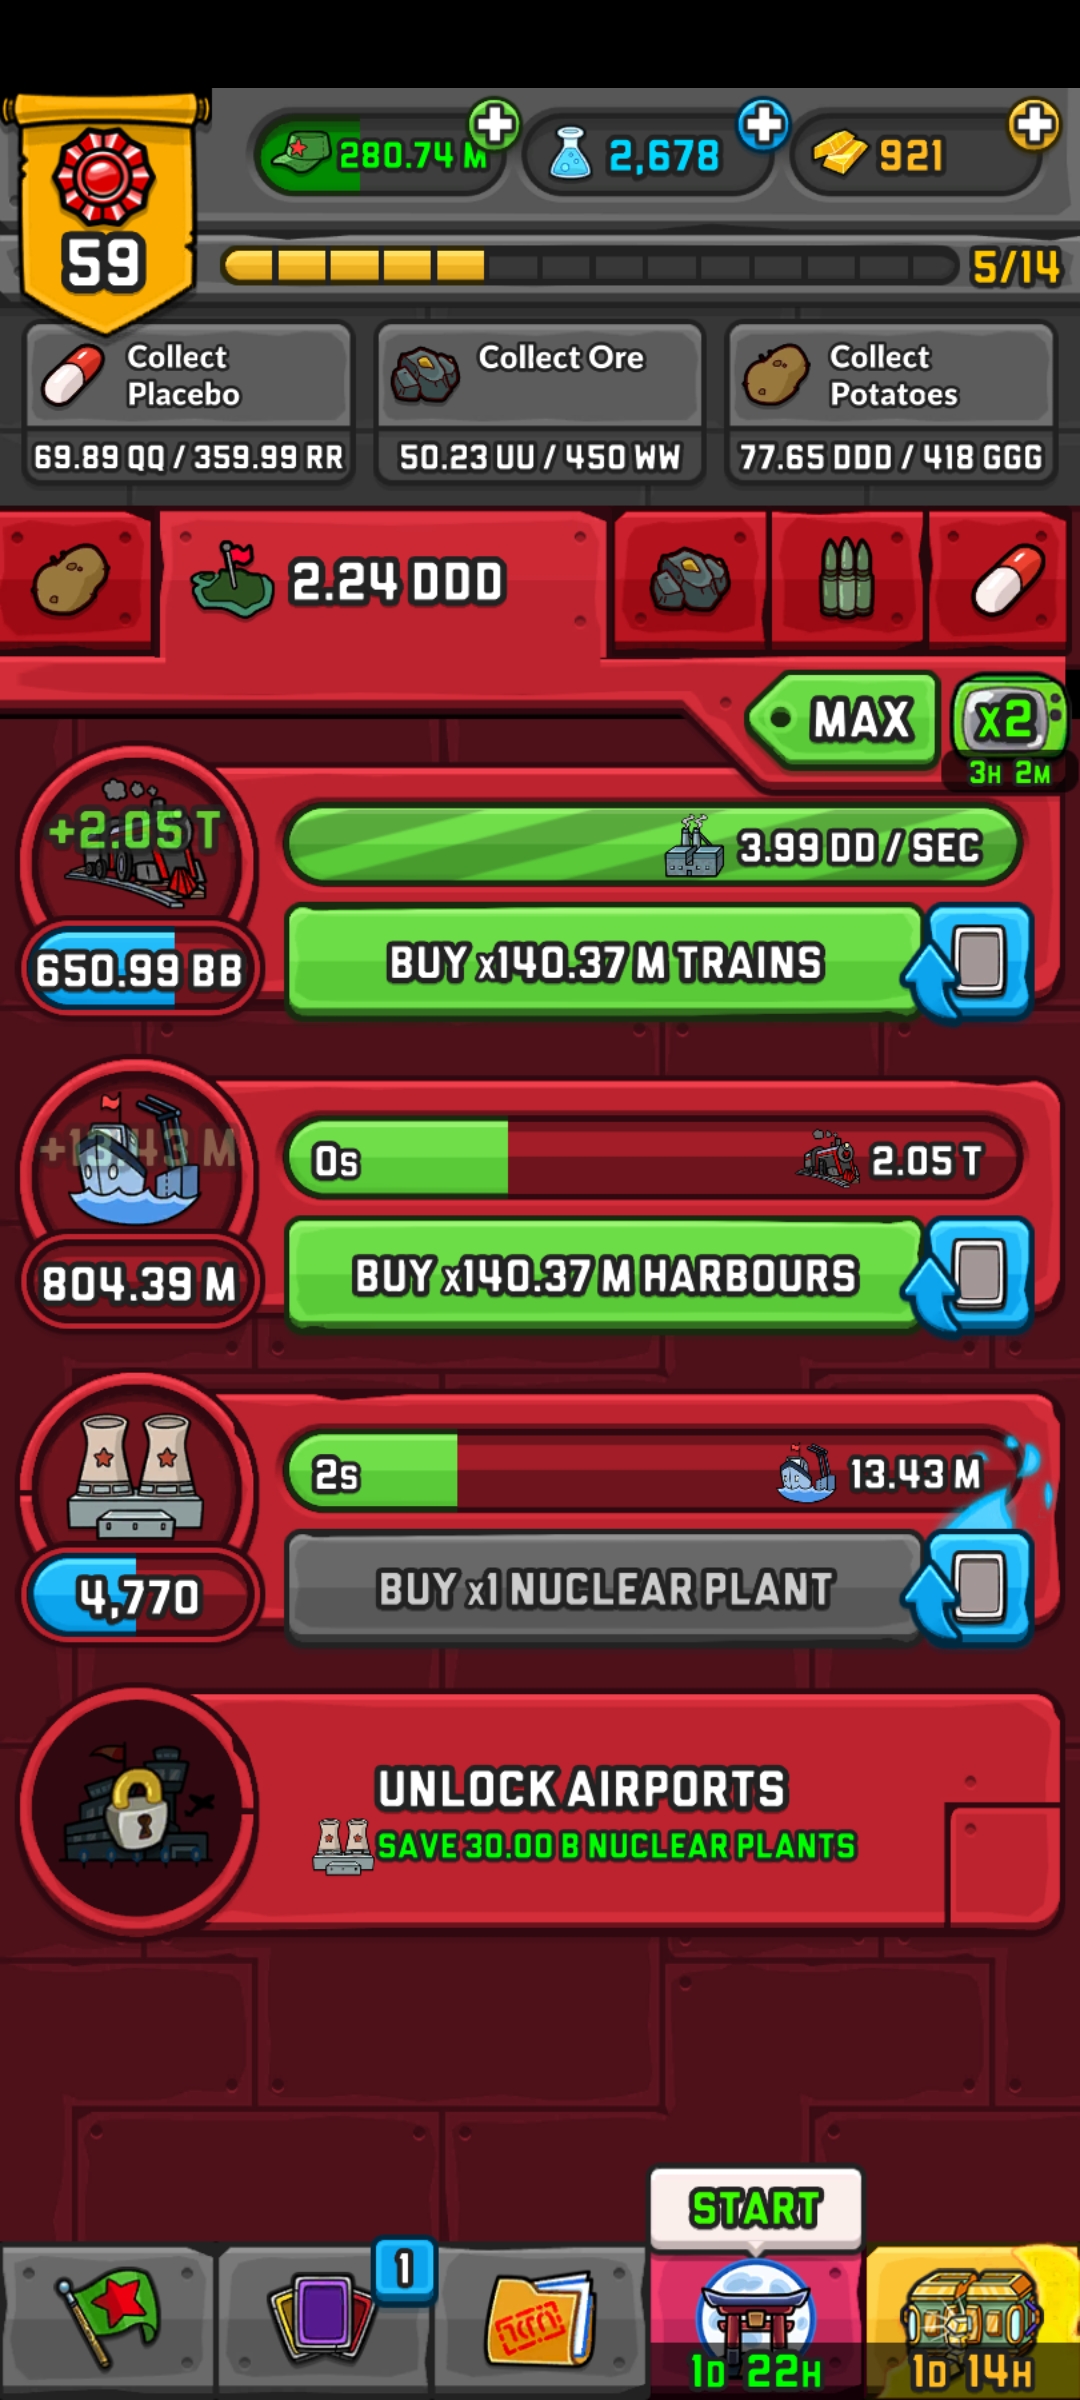 280.74 M
2,678
921
59
5/14
Collect Placebo
69.89 QQ / 359.99 RR
Collect Ore
50.23 UU / 450 WW
Collect Potatoes
77.65 DDD / 418 GGG
2.24 DDD
MAX
x2
3H 2M
+2.05 T
3.99 DD / SEC
650.99 BB
BUY x140.37 M TRAINS
+13.43 M
0s
2.05 T
804.39 M
BUY x140.37 M HARBOURS
2s
13.43 M
4,770
BUY x1 NUCLEAR PLANT
UNLOCK AIRPORTS
SAVE 30.00 B NUCLEAR PLANTS
START
1
1D 22H
1D 14H